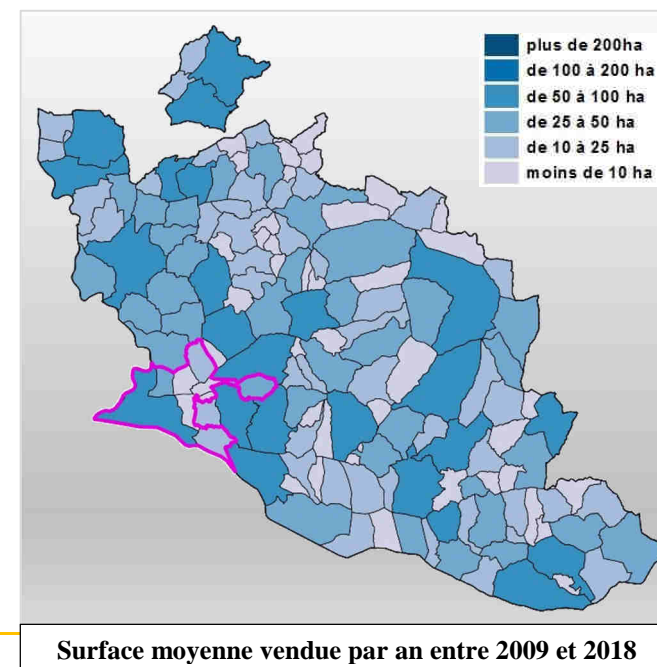 plus de 200ha
de 100 à 200 ha
de 50 à 100 ha
de 25 à 50 ha
de 10 à 25 ha
moins de 10 ha
Surface moyenne vendue par an entre 2009 et 2018